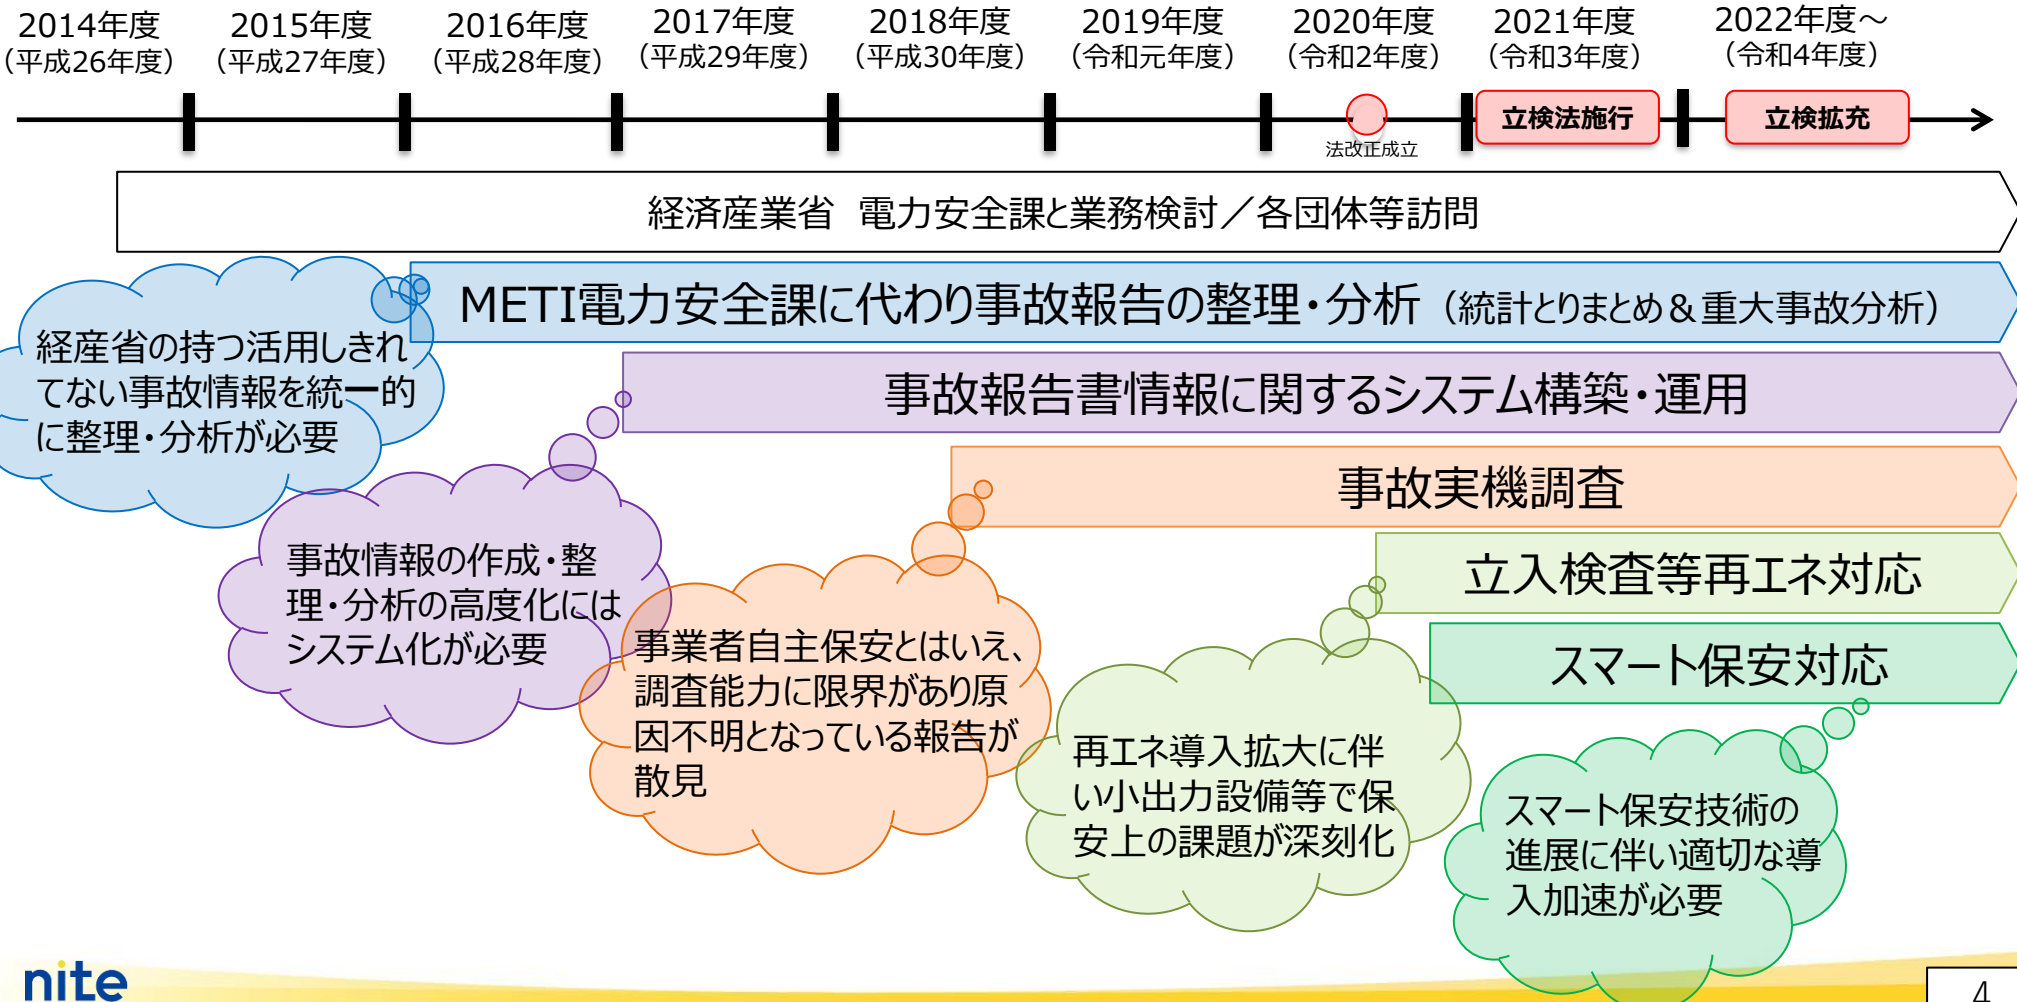 2014年度
（平成26年度）
2015年度
（平成27年度）
2016年度
（平成28年度）
2017年度
（平成29年度）
2018年度
（平成30年度）
2019年度
（令和元年度）
2020年度
（令和2年度）
2021年度
（令和3年度）
2022年度～
（令和4年度）
立検法施行
立検拡充
法改正成立
経済産業省　電力安全課と業務検討／各団体等訪問
METI電力安全課に代わり事故報告の整理・分析（統計とりまとめ＆重大事故分析）
経産省の持つ活用しきれ
てない事故情報を統一的
に整理・分析が必要
事故報告書情報に関するシステム構築・運用
事故情報の作成・整
理・分析の高度化には
システム化が必要
事故実機調査
事業者自主保安とはいえ、
調査能力に限界があり原
因不明となっている報告が
散見
立入検査等再エネ対応
再エネ導入拡大に伴
い小出力設備等で保
安上の課題が深刻化
スマート保安対応
スマート保安技術の
進展に伴い適切な導
入加速が必要
nite
4